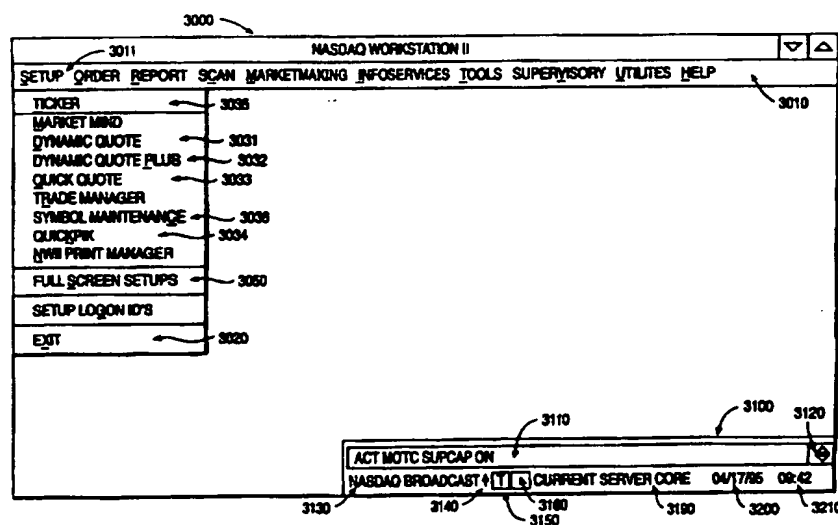 3000
3011
NASDAQ WORKSTATION II
SETUP ORDER REPORT SCAN MARKETMAKING INFOSERVICES TOOLS SUPERVISORY UTILITES HELP
3010
TICKER 3035
MARKET MIND
DYNAMIC QUOTE 3031
DYNAMIC QUOTE PLUS 3032
QUICK QUOTE 3033
TRADE MANAGER
SYMBOL MAINTENANCE 3036
QUICKPIK 3034
NWII PRINT MANAGER
FULL SCREEN SETUPS 3050
SETUP LOGON ID'S
EXIT 3020
3110
3100
3120
ACT MOTC SUPCAP ON
NASDAQ BROADCAST T CURRENT SERVER CORE 04/17/95 09:42
3130 3140 3150 3160 3190 3200 3210